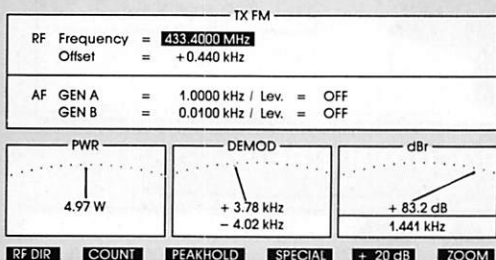 TX FM
RF Frequency = 433.4000 MHz
Offset = +0.440 kHz
AF GEN A = 1.0000 kHz / Lev. = OFF
GEN B = 0.0100 kHz / Lev. = OFF
PWR DEMOD dBr
4.97 W + 3.78 kHz + 83.2 dB
− 4.02 kHz 1.441 kHz
RF DIR COUNT PEAKHOLD SPECIAL + 20 dB ZOOM